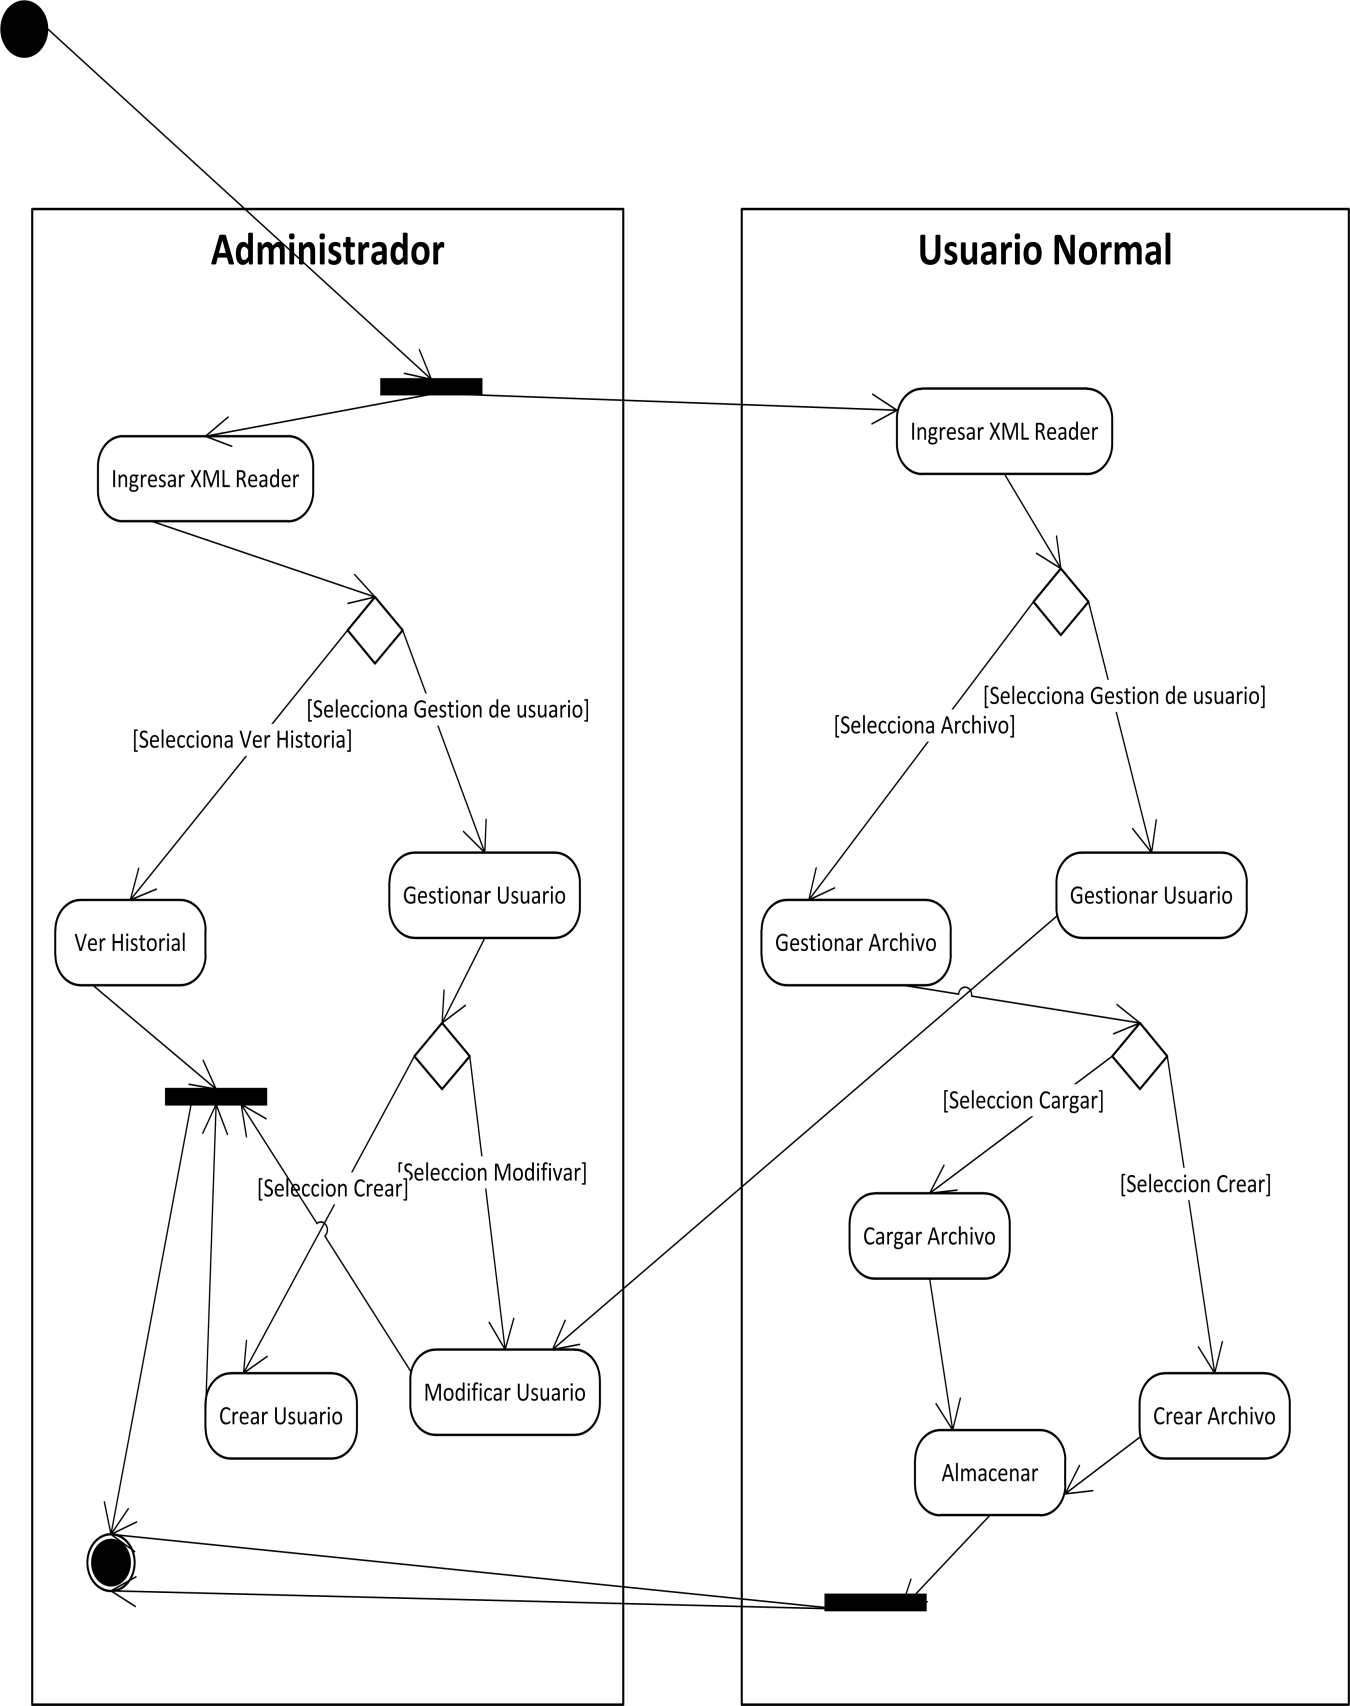 Administrador
Usuario Normal
Ingresar XML Reader
Ingresar XML Reader
[Selecciona Gestion de usuario]
[Selecciona Ver Historia]
[Selecciona Gestion de usuario]
[Selecciona Archivo]
Gestionar Usuario
Ver Historial
Gestionar Usuario
Gestionar Archivo
[Seleccion Cargar]
[Seleccion Modifivar]
[Seleccion Crear]
[Seleccion Crear]
Cargar Archivo
Modificar Usuario
Crear Usuario
Crear Archivo
Almacenar